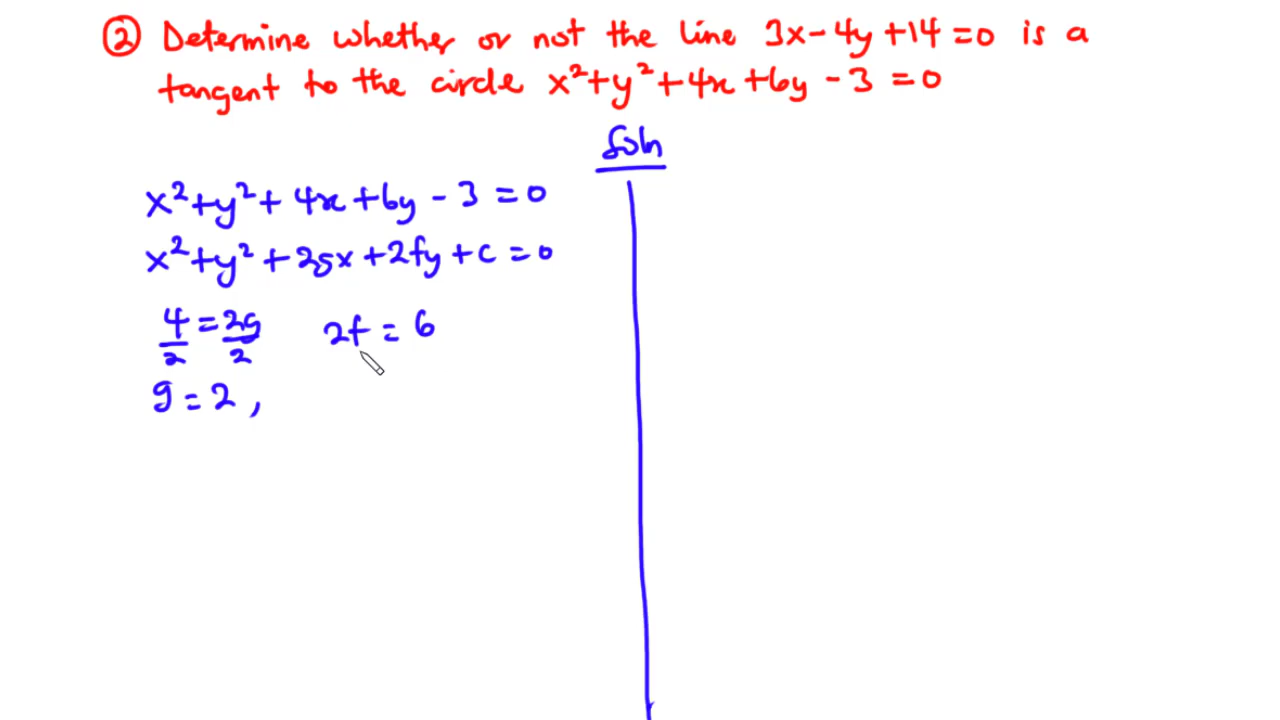 ② Determine whether or not the line 3x - 4y + 14 = 0 is a
tangent to the circle x² + y² + 4x + 6y - 3 = 0
Soln
x² + y² + 4x + 6y - 3 = 0
x² + y² + 2gx + 2fy + c = 0
4/2 = 2g/2 2f = 6
g = 2 ,